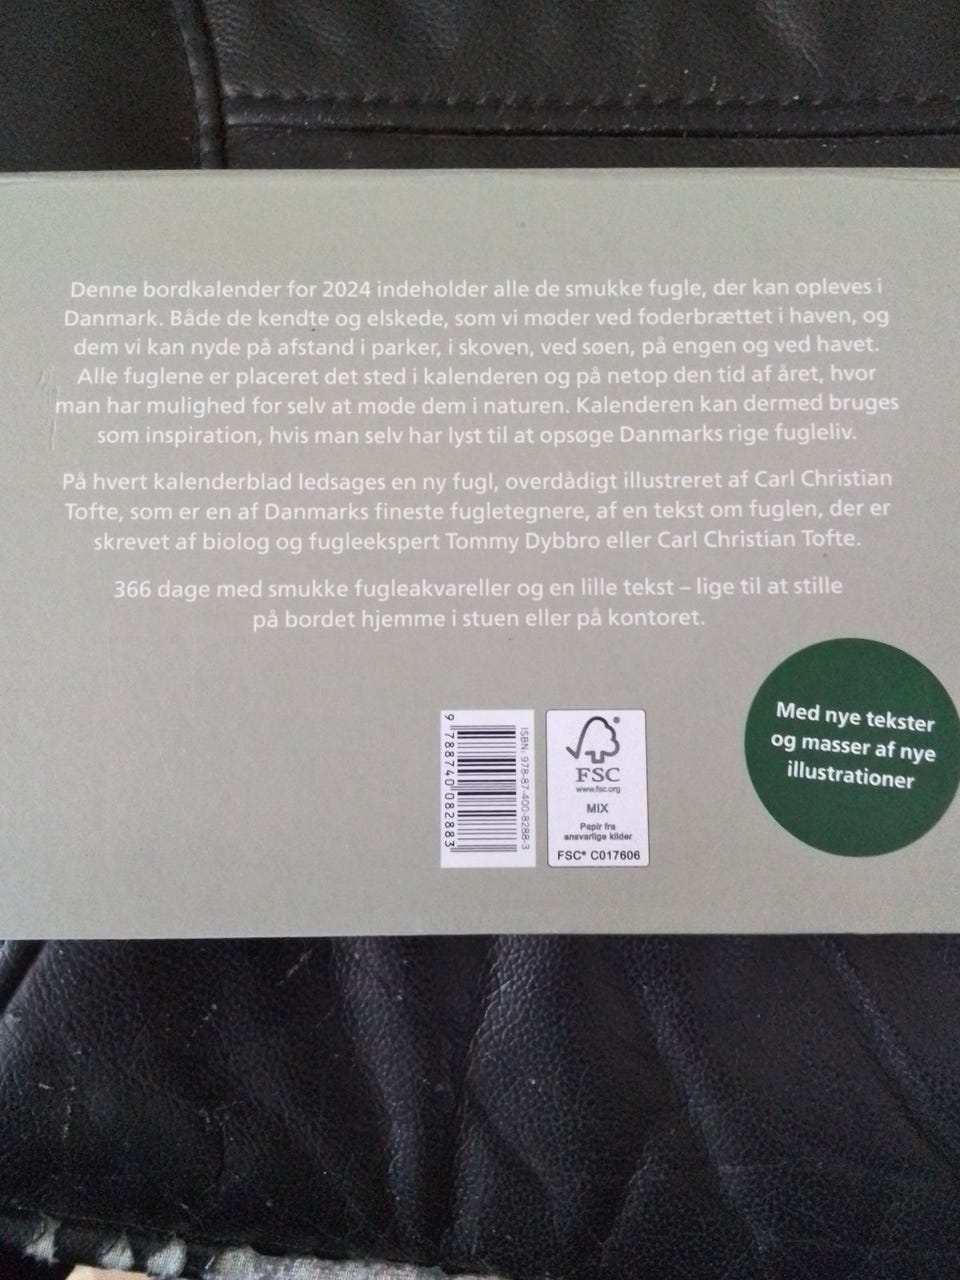 Denne bordkalender for 2024 indeholder alle de smukke fugle, der kan opleves i
Danmark. Både de kendte og elskede, som vi møder ved foderbrættet i haven, og
dem vi kan nyde på afstand i parker, i skoven, ved søen, på engen og ved havet.
Alle fuglene er placeret det sted i kalenderen og på netop den tid af året, hvor
man har mulighed for selv at møde dem i naturen. Kalenderen kan dermed bruges
som inspiration, hvis man selv har lyst til at opsøge Danmarks rige fugleliv.
På hvert kalenderblad ledsages en ny fugl, overdådigt illustreret af Carl Christian
Tofte, som er en af Danmarks fineste fugletegnere, af en tekst om fuglen, der er
skrevet af biolog og fugleekspert Tommy Dybbro eller Carl Christian Tofte.
366 dage med smukke fugleakvareller og en lille tekst – lige til at stille
på bordet hjemme i stuen eller på kontoret.
Med nye tekster
og masser af nye
illustrationer
ISBN: 978-87-400-8288-3
9 788740 082883
FSC®
www.fsc.org
MIX
Papir fra
ansvarlige kilder
FSC® C017606